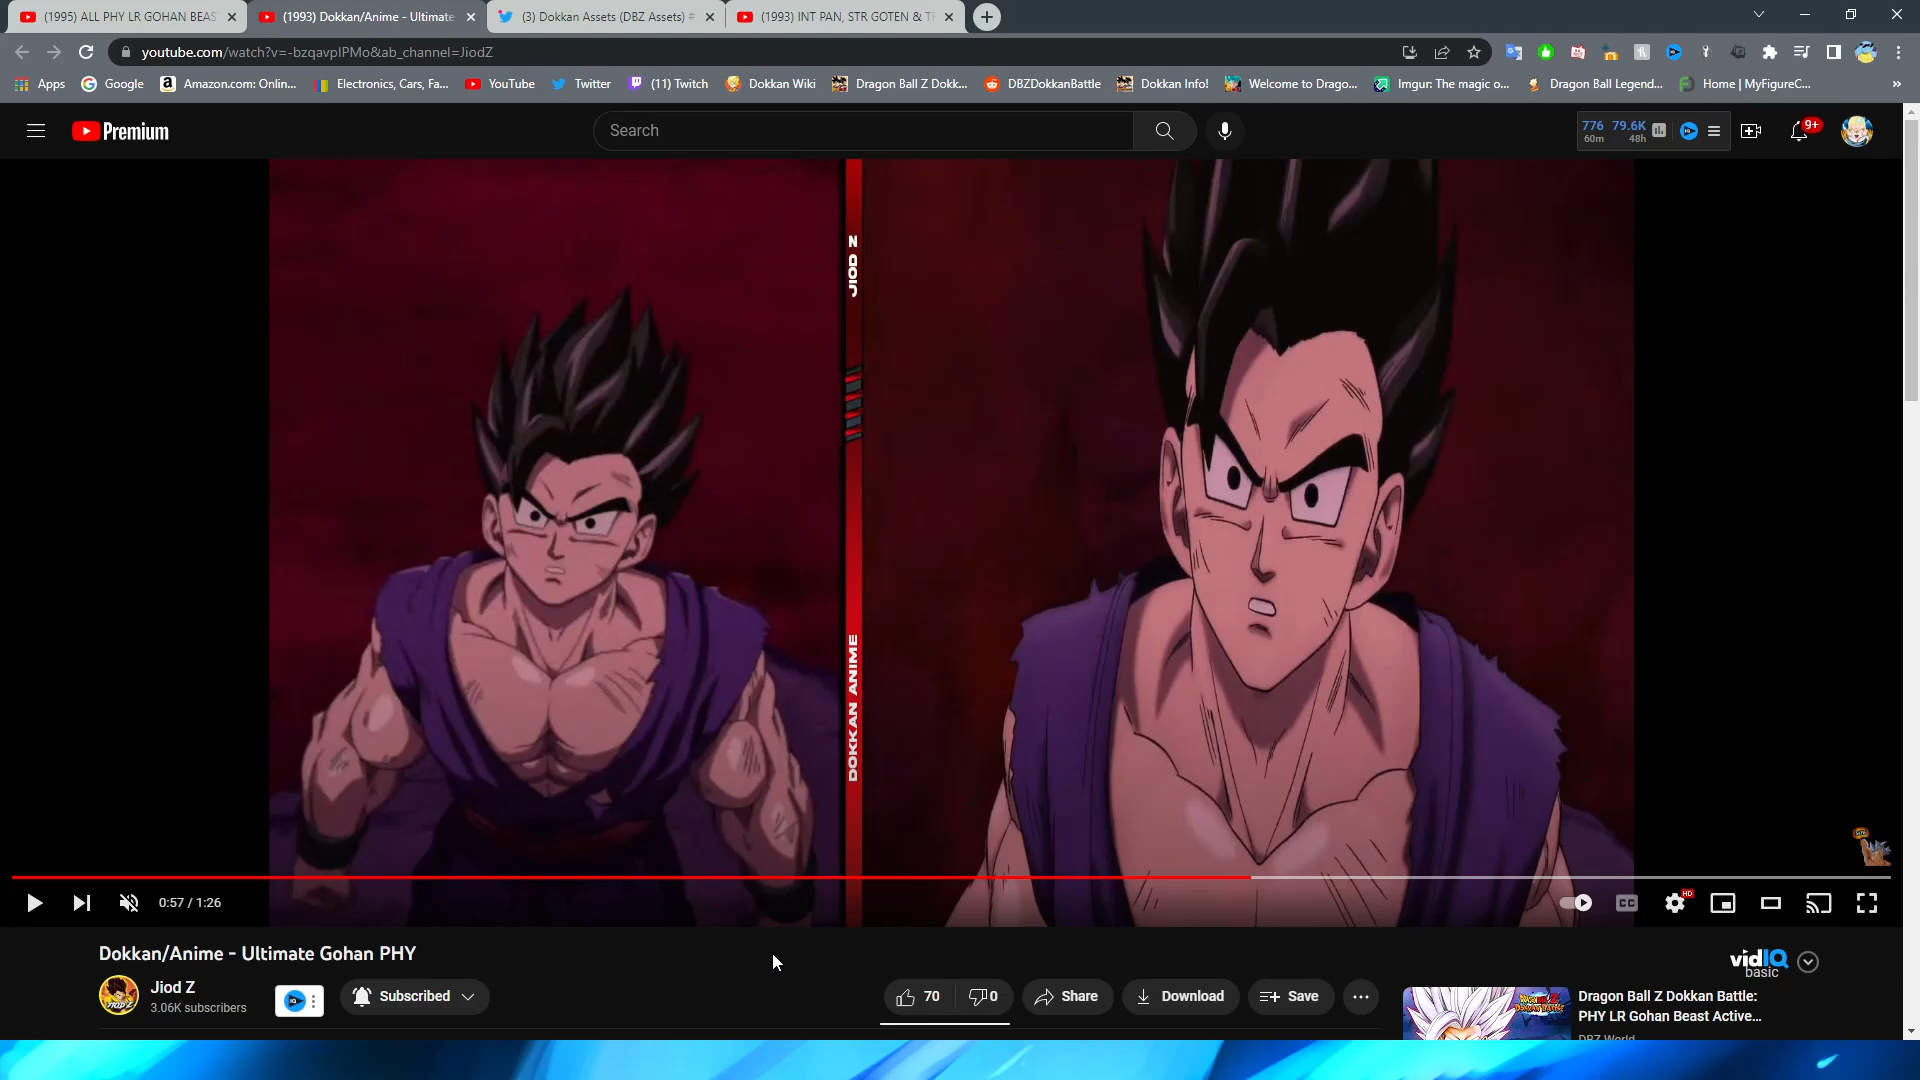 (1995) ALL PHY LR GOHAN BEAS
(1993) Dokkan/Anime - Ultimate
(3) Dokkan Assets (DBZ Assets) #
(1993) INT PAN, STR GOTEN & TR
youtube.com/watch?v=-bzqavpIPMo&ab_channel=JiodZ
Apps
Google
Amazon.com: Onlin...
Electronics, Cars, Fa...
YouTube
Twitter
(11) Twitch
Dokkan Wiki
Dragon Ball Z Dokk...
DBZDokkanBattle
Dokkan Info!
Welcome to Drago...
Imgur: The magic o...
Dragon Ball Legend...
Home | MyFigureC...
»
Premium
Search
776 79.6K
60m 48h
9+
JIOD Z
DOKKAN ANIME
0:57 / 1:26
CC
HD
Dokkan/Anime - Ultimate Gohan PHY
Jiod Z
3.06K subscribers
Subscribed
70
0
Share
Download
Save
vidIQ
basic
Dragon Ball Z Dokkan Battle:
PHY LR Gohan Beast Active...
DBZ World